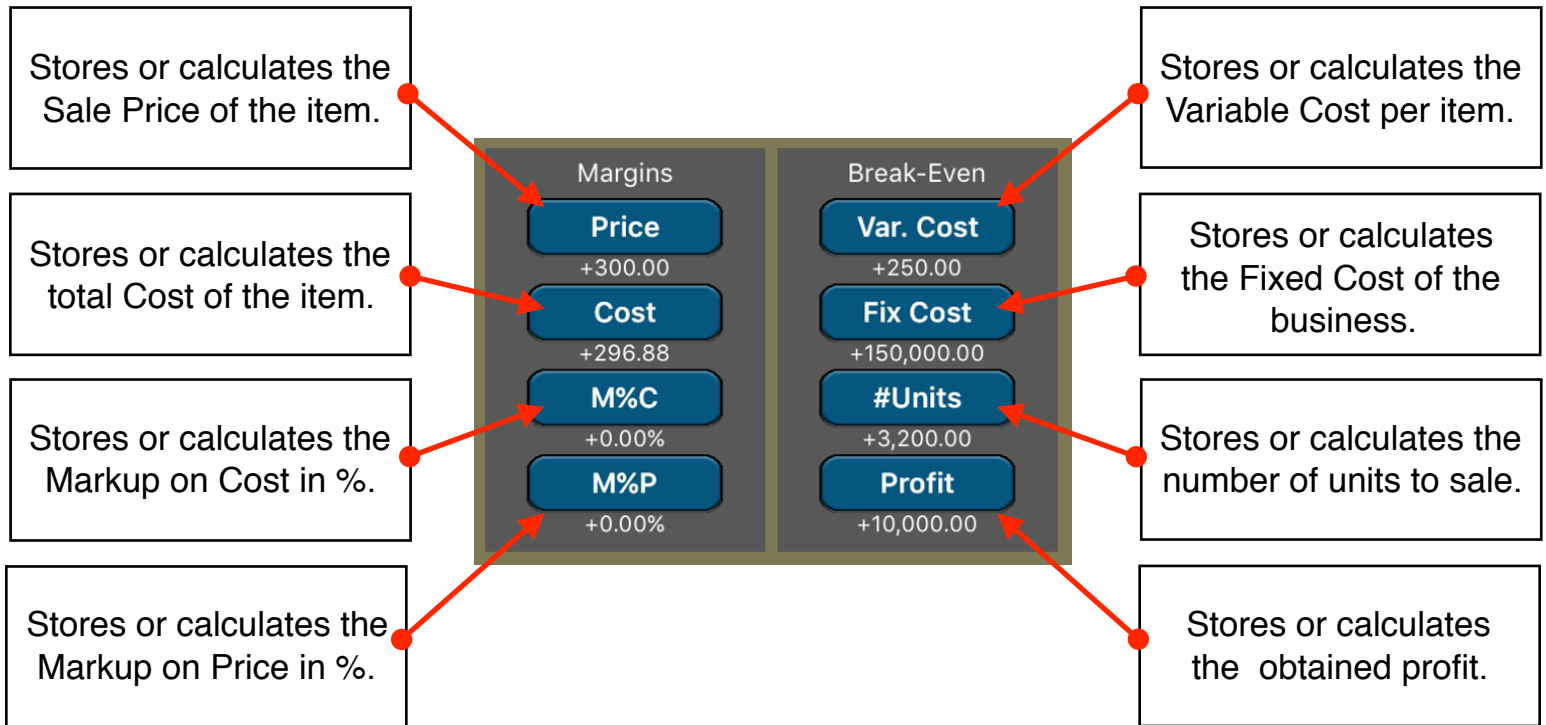 Stores or calculates the
Sale Price of the item.
Stores or calculates the
total Cost of the item.
Stores or calculates the
Markup on Cost in %.
Stores or calculates the
Markup on Price in %.
Margins
Price
+300.00
Cost
+296.88
M%C
+0.00%
M%P
+0.00%
Break-Even
Var. Cost
+250.00
Fix Cost
+150,000.00
#Units
+3,200.00
Profit
+10,000.00
Stores or calculates the
Variable Cost per item.
Stores or calculates
the Fixed Cost of the
business.
Stores or calculates the
number of units to sale.
Stores or calculates
the  obtained profit.